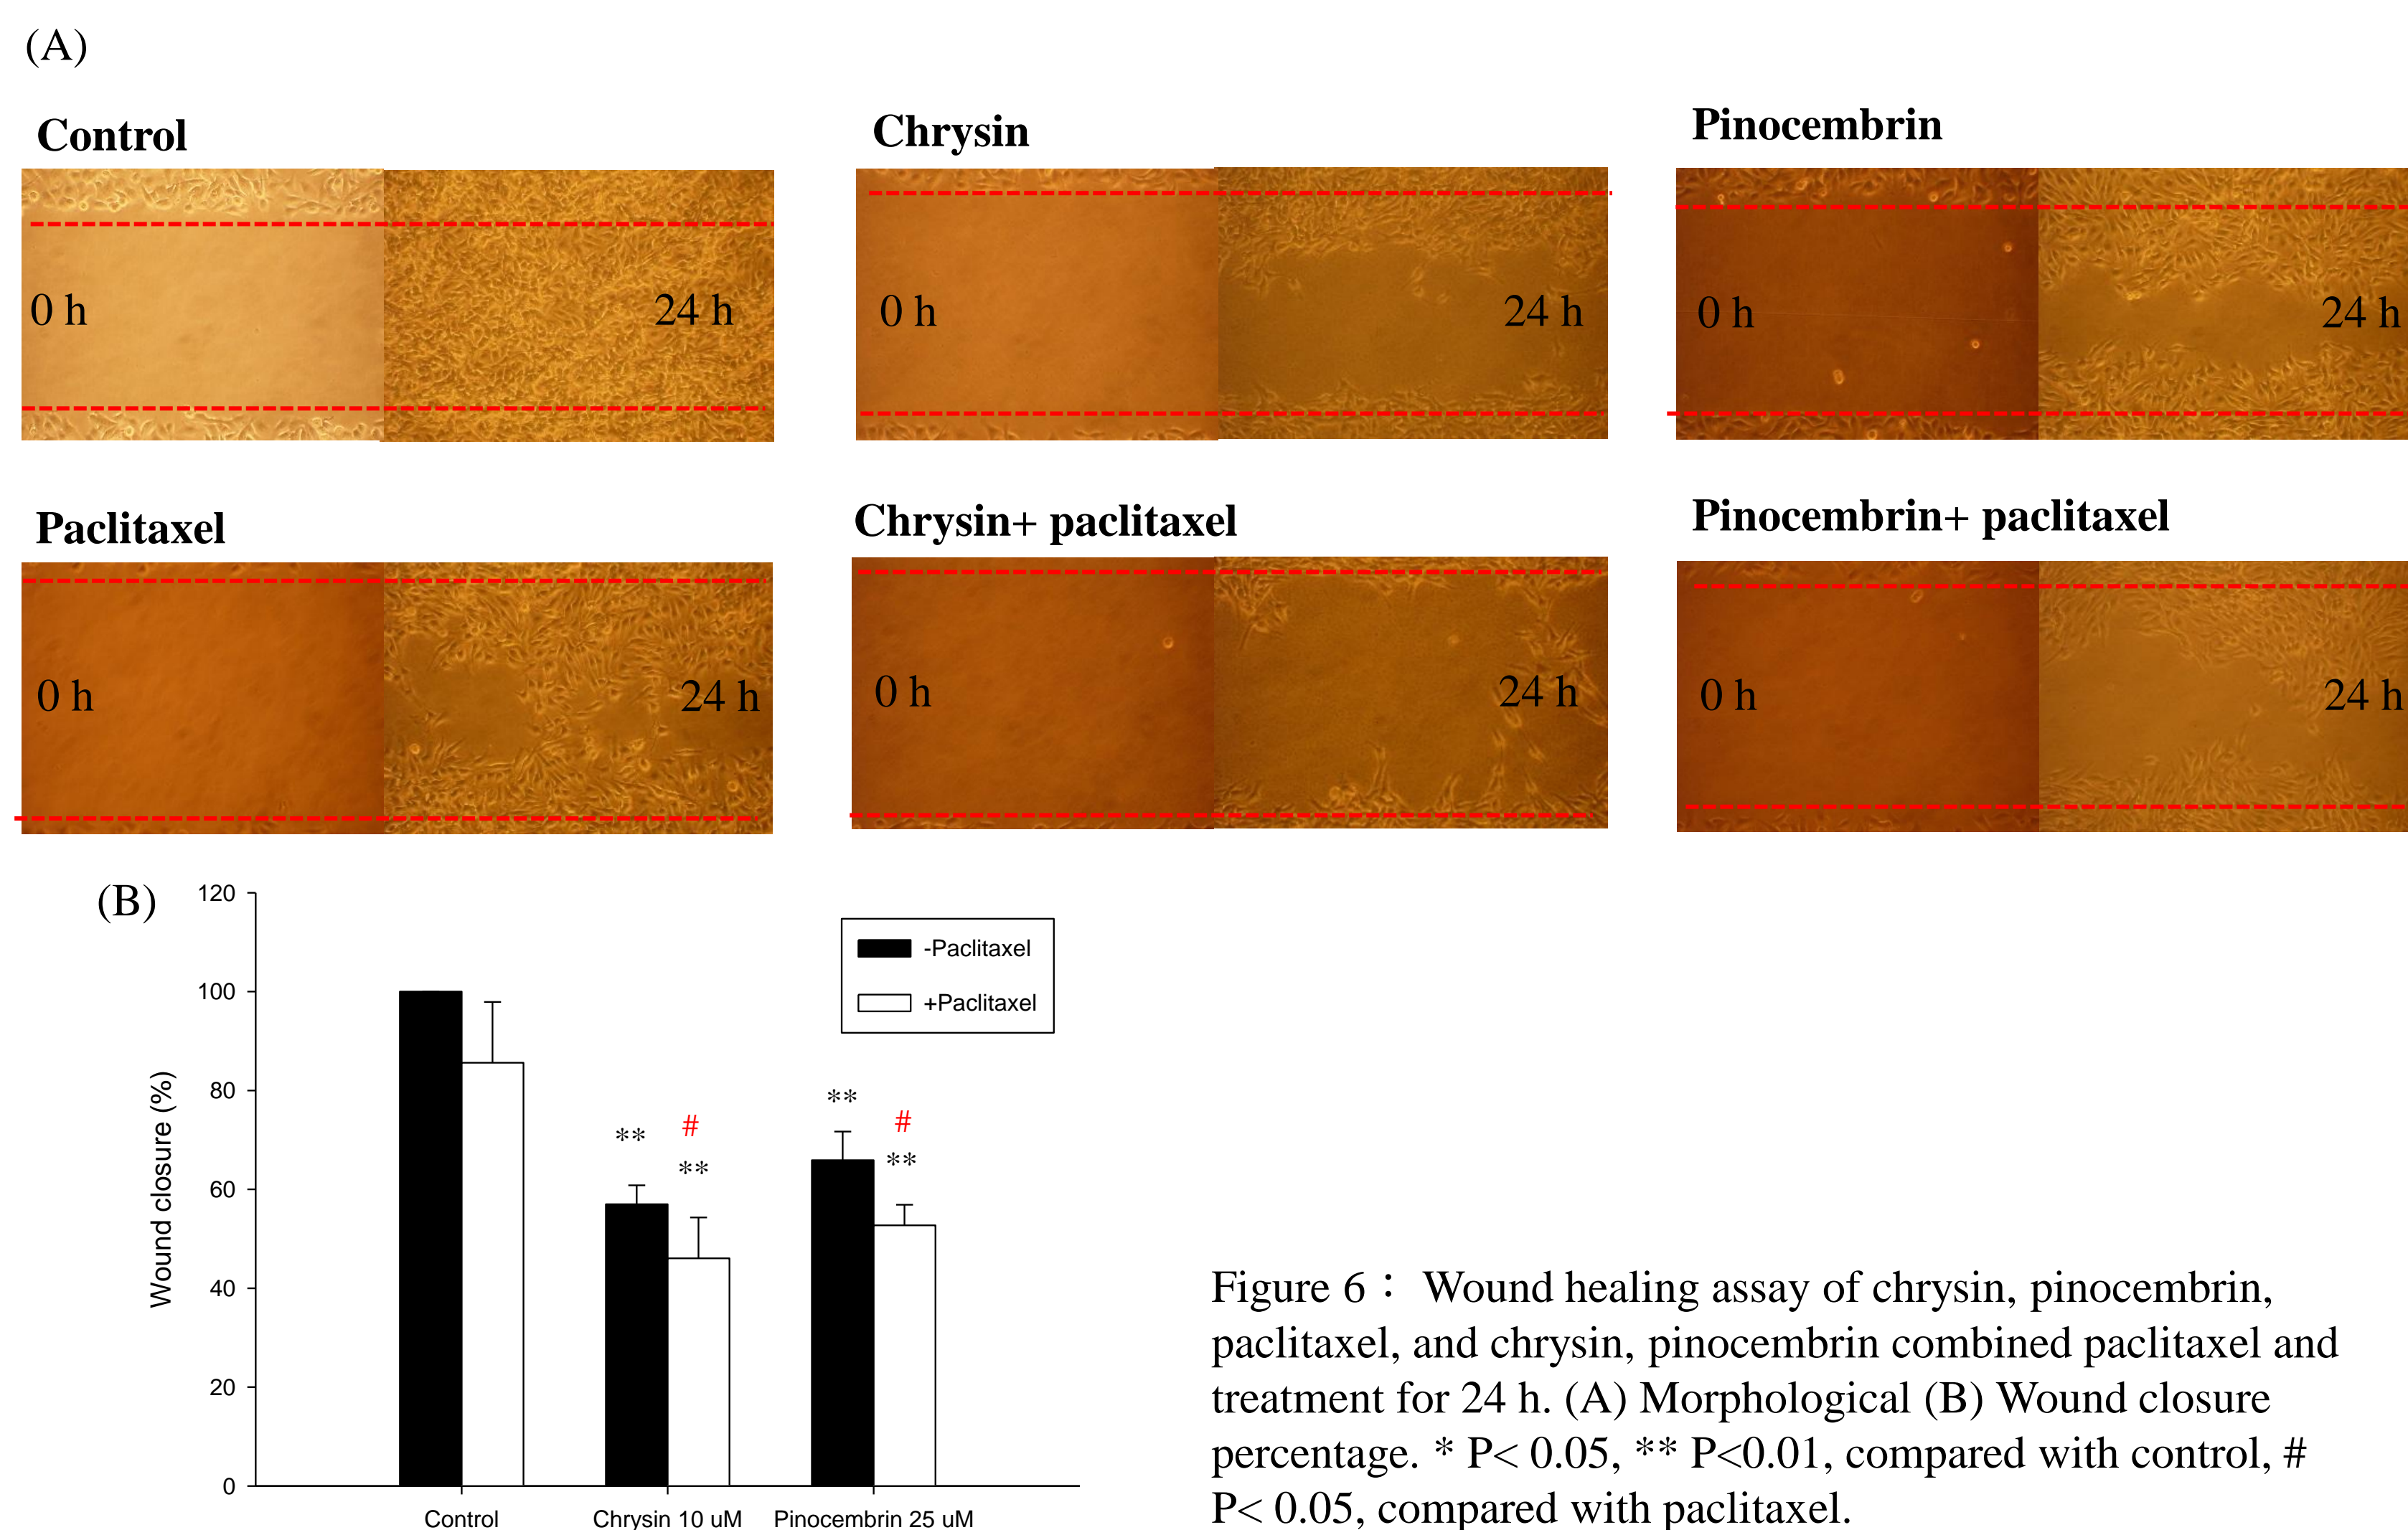 (A)
Control
Chrysin
Pinocembrin
0 h
24 h
0 h
24 h
0 h
24 h
Paclitaxel
Chrysin+ paclitaxel
Pinocembrin+ paclitaxel
0 h
24 h
0 h
24 h
0 h
24 h
(B)
120
100
80
60
40
20
0
Wound closure (%)
-Paclitaxel
+Paclitaxel
**
#
**
**
#
**
Control
Chrysin 10 uM
Pinocembrin 25 uM
Figure 6： Wound healing assay of chrysin, pinocembrin,
paclitaxel, and chrysin, pinocembrin combined paclitaxel and
treatment for 24 h. (A) Morphological (B) Wound closure
percentage. * P< 0.05, ** P<0.01, compared with control, #
P< 0.05, compared with paclitaxel.